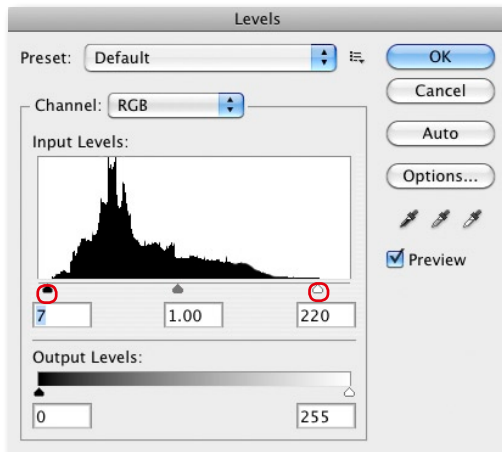 Levels
Preset: Default
OK
Cancel
Auto
Options...
Preview
Channel: RGB
Input Levels:
7 1.00 220
Output Levels:
0 255